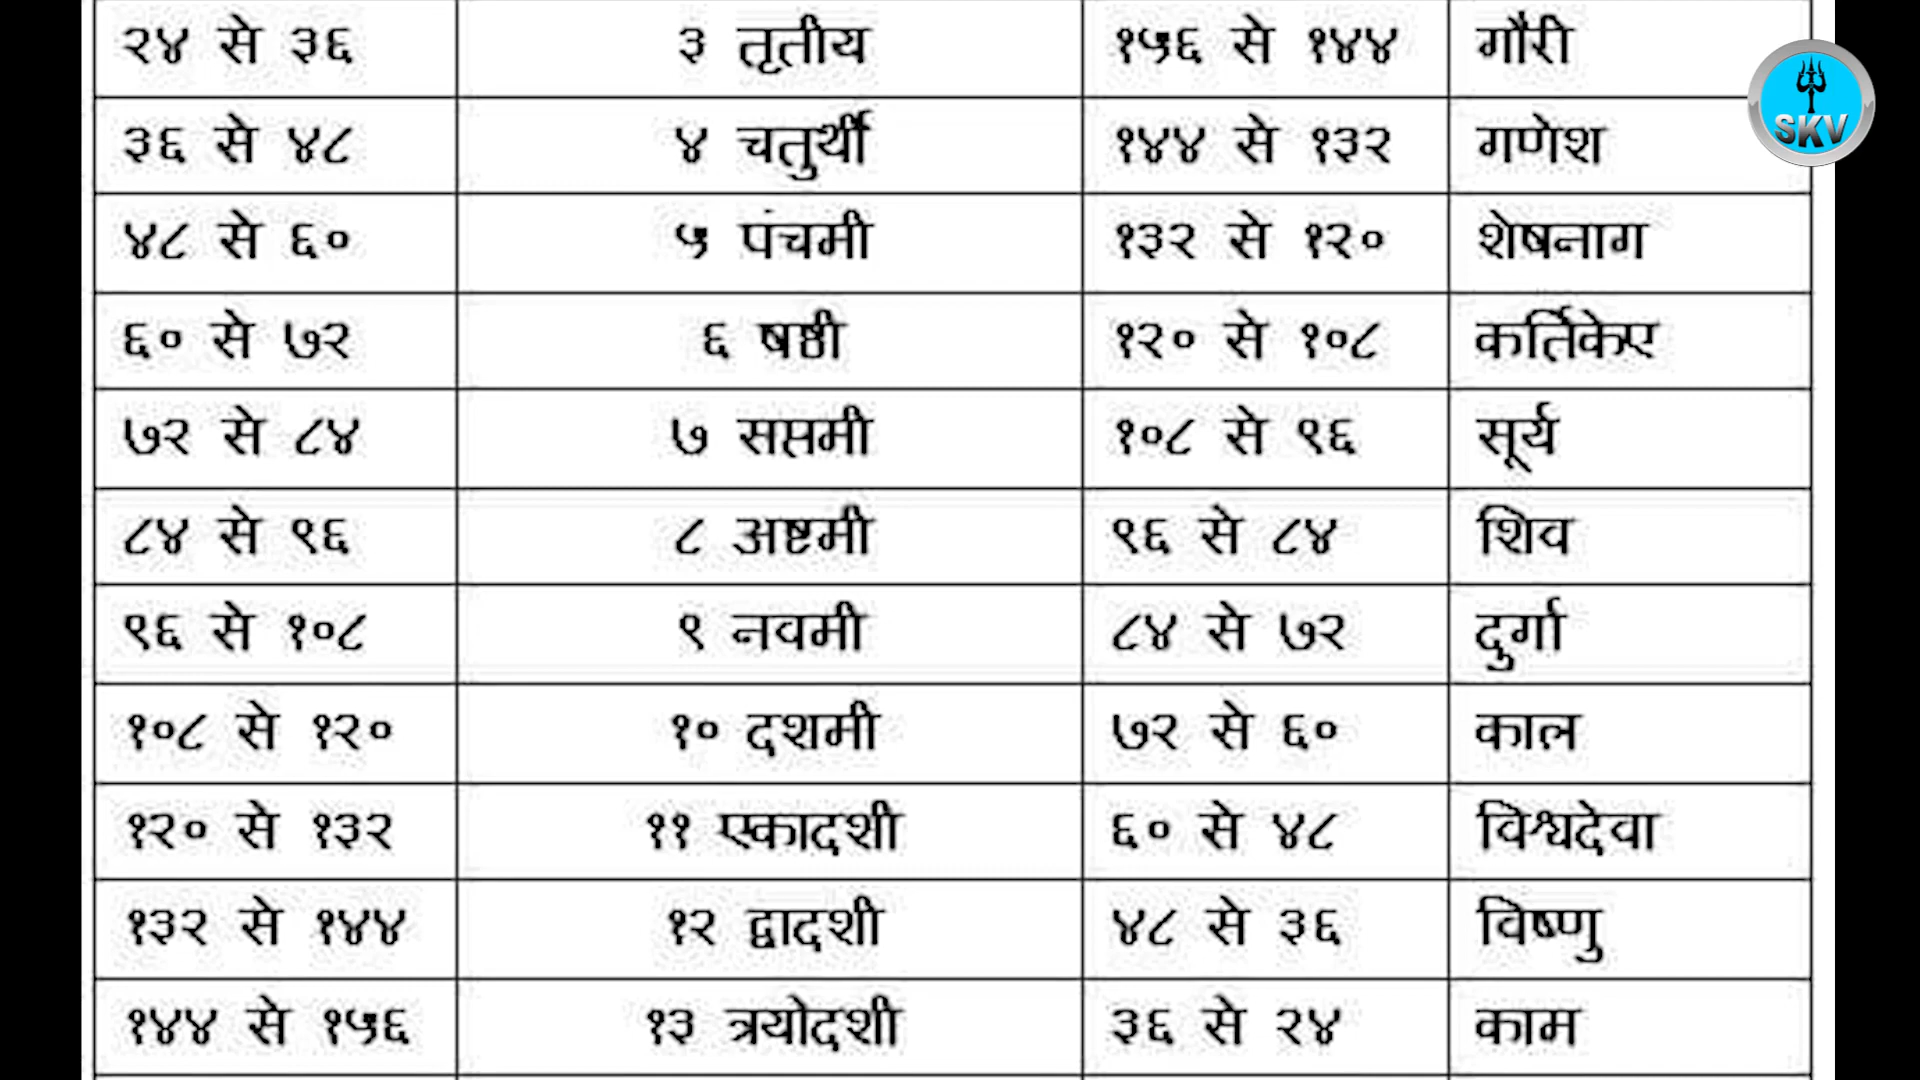 २४ से ३६ ३ तृतीय १५६ से १४४ गौरी
SKV
३६ से ४८ ४ चतुर्थी १४४ से १३२ गणेश
४८ से ६० ५ पंचमी १३२ से १२० शेषनाग
६० से ७२ ६ षष्ठी १२० से १०८ कर्तिकेए
७२ से ८४ ७ सप्तमी १०८ से ९६ सूर्य
८४ से ९६ ८ अष्टमी ९६ से ८४ शिव
९६ से १०८ ९ नवमी ८४ से ७२ दुर्गा
१०८ से १२० १० दशमी ७२ से ६० काल
१२० से १३२ ११ एकादशी ६० से ४८ विश्वदेवा
१३२ से १४४ १२ द्वादशी ४८ से ३६ विष्णु
१४४ से १५६ १३ त्रयोदशी ३६ से २४ काम